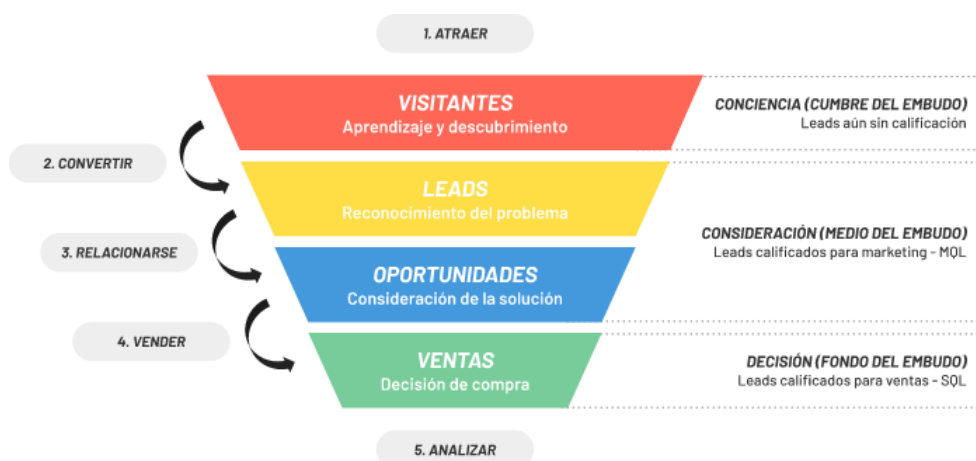 1. ATRAER
VISITANTES
Aprendizaje y descubrimiento
CONCIENCIA (CUMBRE DEL EMBUDO)
Leads aún sin calificación
2. CONVERTIR
LEADS
Reconocimiento del problema
3. RELACIONARSE
CONSIDERACIÓN (MEDIO DEL EMBUDO)
Leads calificados para marketing - MQL
OPORTUNIDADES
Consideración de la solución
4. VENDER
VENTAS
Decisión de compra
DECISIÓN (FONDO DEL EMBUDO)
Leads calificados para ventas - SQL
5. ANALIZAR